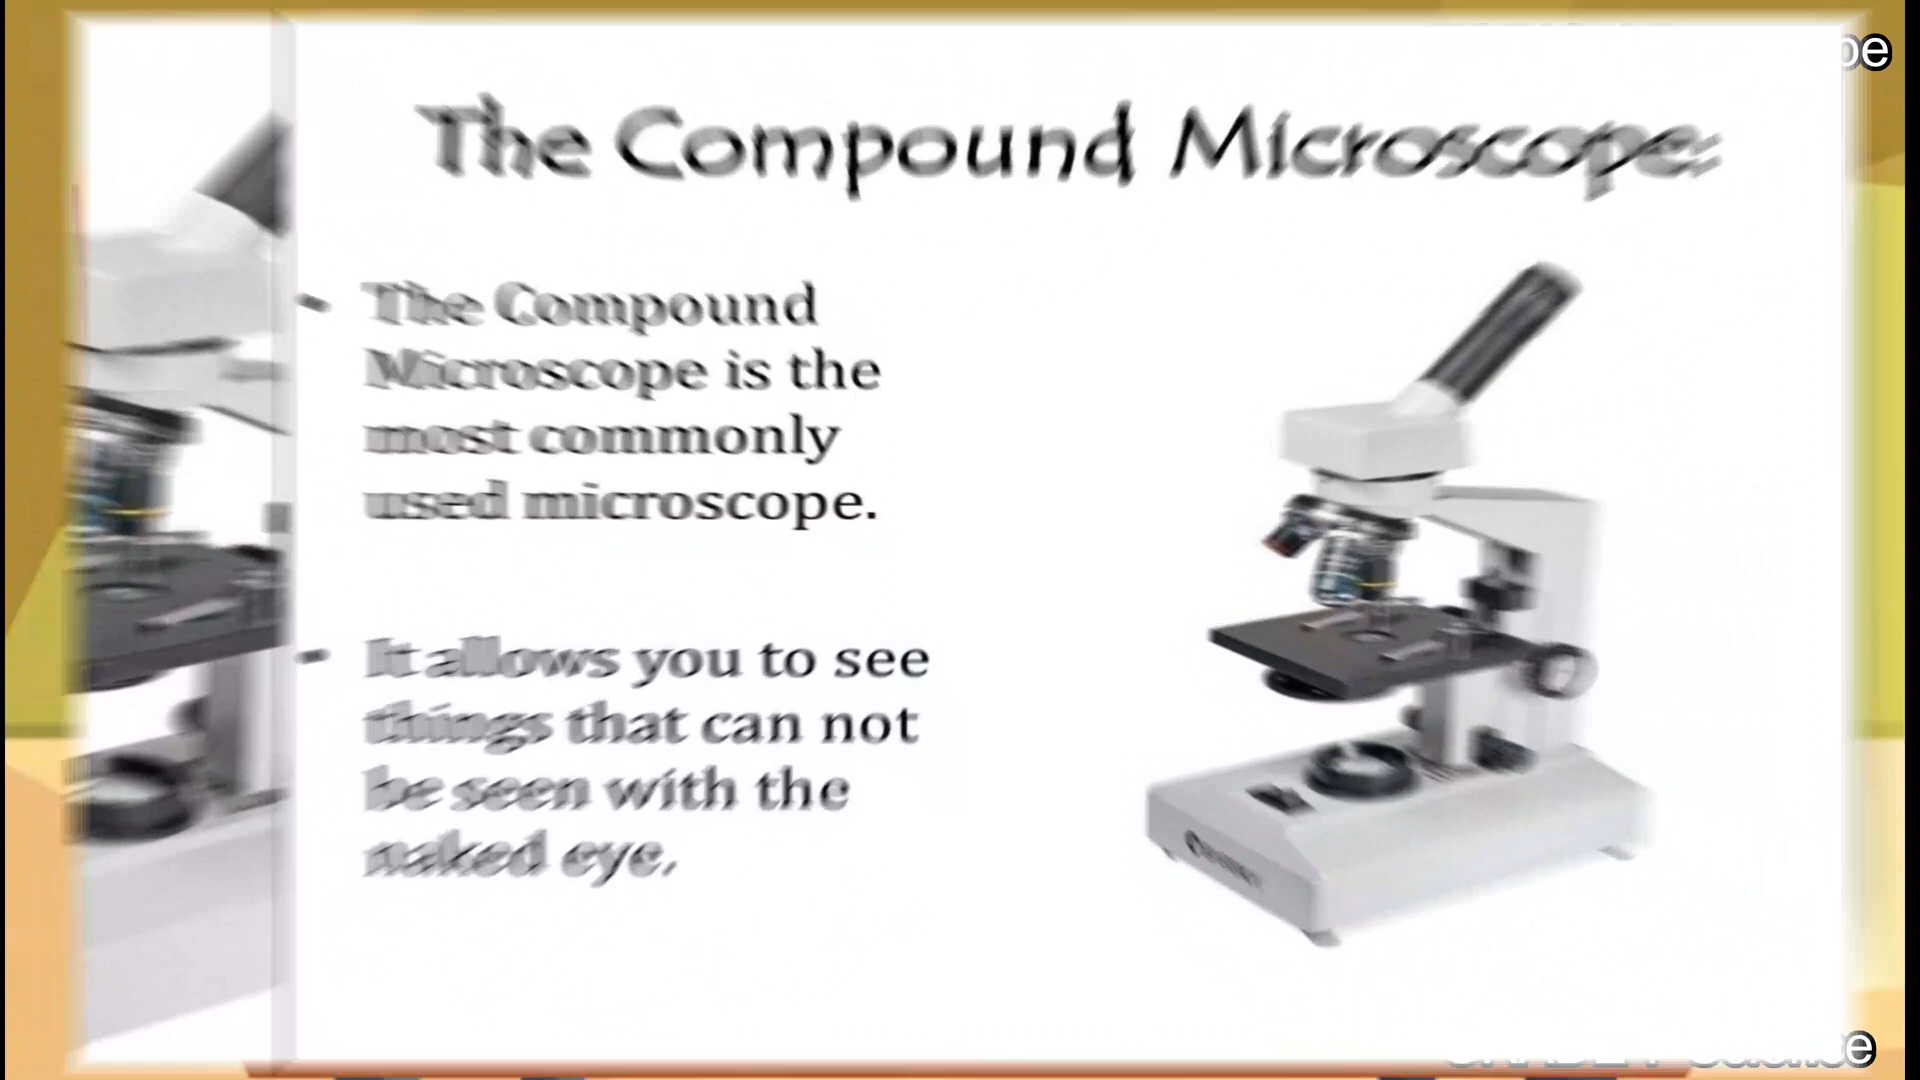 The Compound Microscope:
• The Compound
Microscope is the
most commonly
used microscope.
• It allows you to see
things that can not
be seen with the
naked eye.